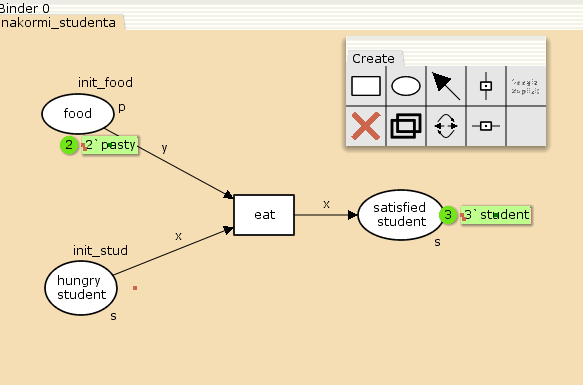 Binder 0
nakormi_studenta
Create
init_food
food
p
2
2`pasty
y
eat
x
satisfied
student
3
3`student
s
x
init_stud
hungry
student
s